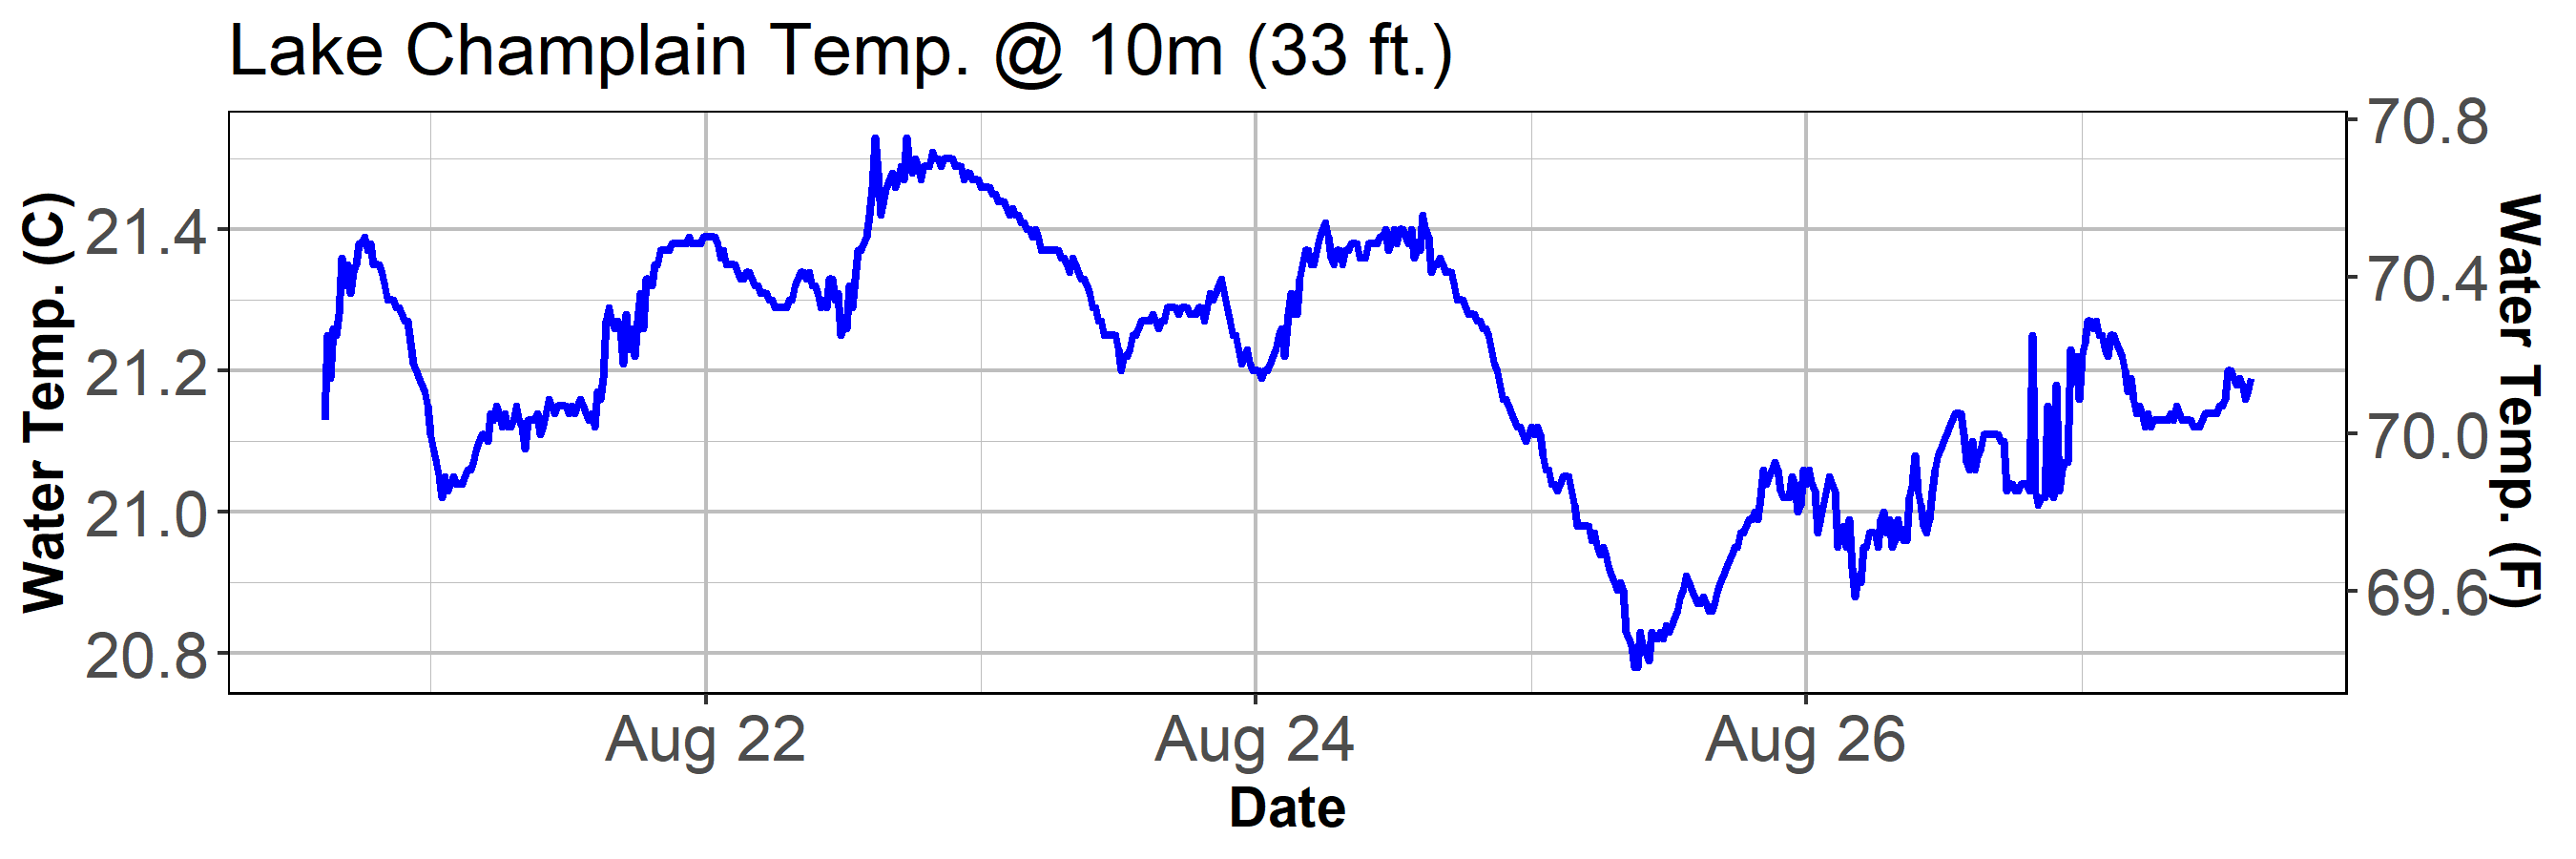 Lake Champlain Temp. @ 10m (33 ft.)
Water Temp. (C)
21.4
21.2
21.0
20.8
70.8
70.4
70.0
69.6
Water Temp. (F)
Aug 22
Aug 24
Aug 26
Date